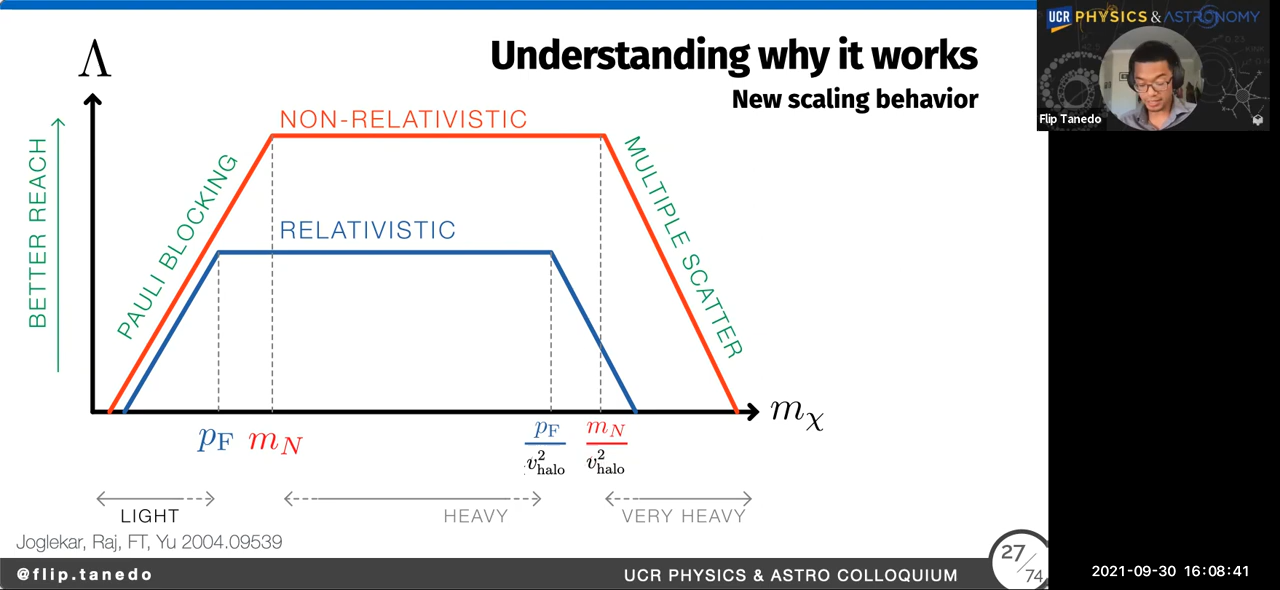 Understanding why it works
New scaling behavior
Λ
BETTER REACH
PAULI BLOCKING
NON-RELATIVISTIC
RELATIVISTIC
MULTIPLE SCATTER
m_χ
p_F
m_N
p_F / v²_halo
m_N / v²_halo
LIGHT
HEAVY
VERY HEAVY
Joglekar, Raj, FT, Yu 2004.09539
@flip.tanedo
UCR PHYSICS & ASTRO COLLOQUIUM
27/74
UCR PHYSICS & ASTRONOMY
Flip Tanedo
2021-09-30 16:08:41